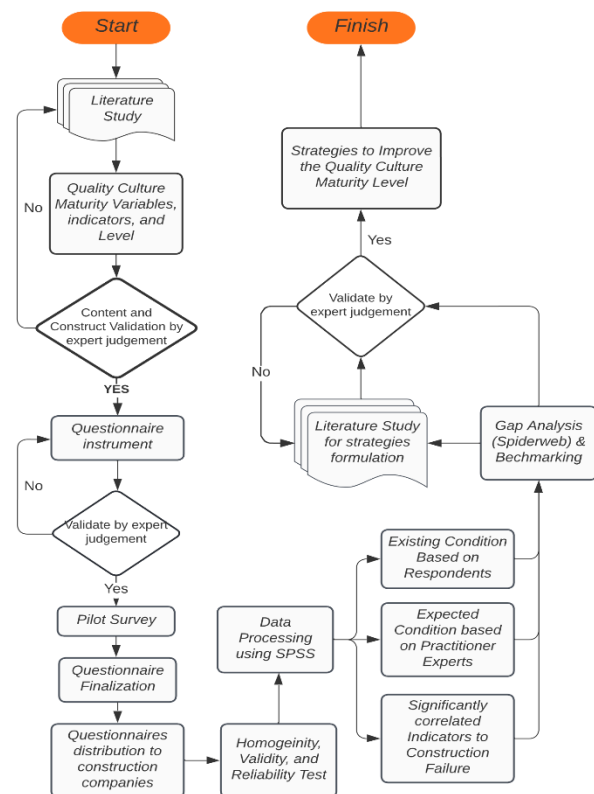 Start
Literature
Study
Quality Culture
Maturity Variables,
indicators, and
Level
No
Content and
Construct Validation by
expert judgement
YES
Questionnaire
instrument
No
Validate by expert
judgement
Yes
Pilot Survey
Questionnaire
Finalization
Questionnaires
distribution to
construction
companies
Homogeinity,
Validity, and
Reliability Test
Data
Processing
using SPSS
Existing Condition
Based on
Respondents
Expected
Condition based
on Practitioner
Experts
Significantly
correlated
Indicators to
Construction
Failure
Gap Analysis
(Spiderweb) &
Bechmarking
Literature Study
for strategies
formulation
No
Validate by
expert judgement
Yes
Strategies to Improve
the Quality Culture
Maturity Level
Finish